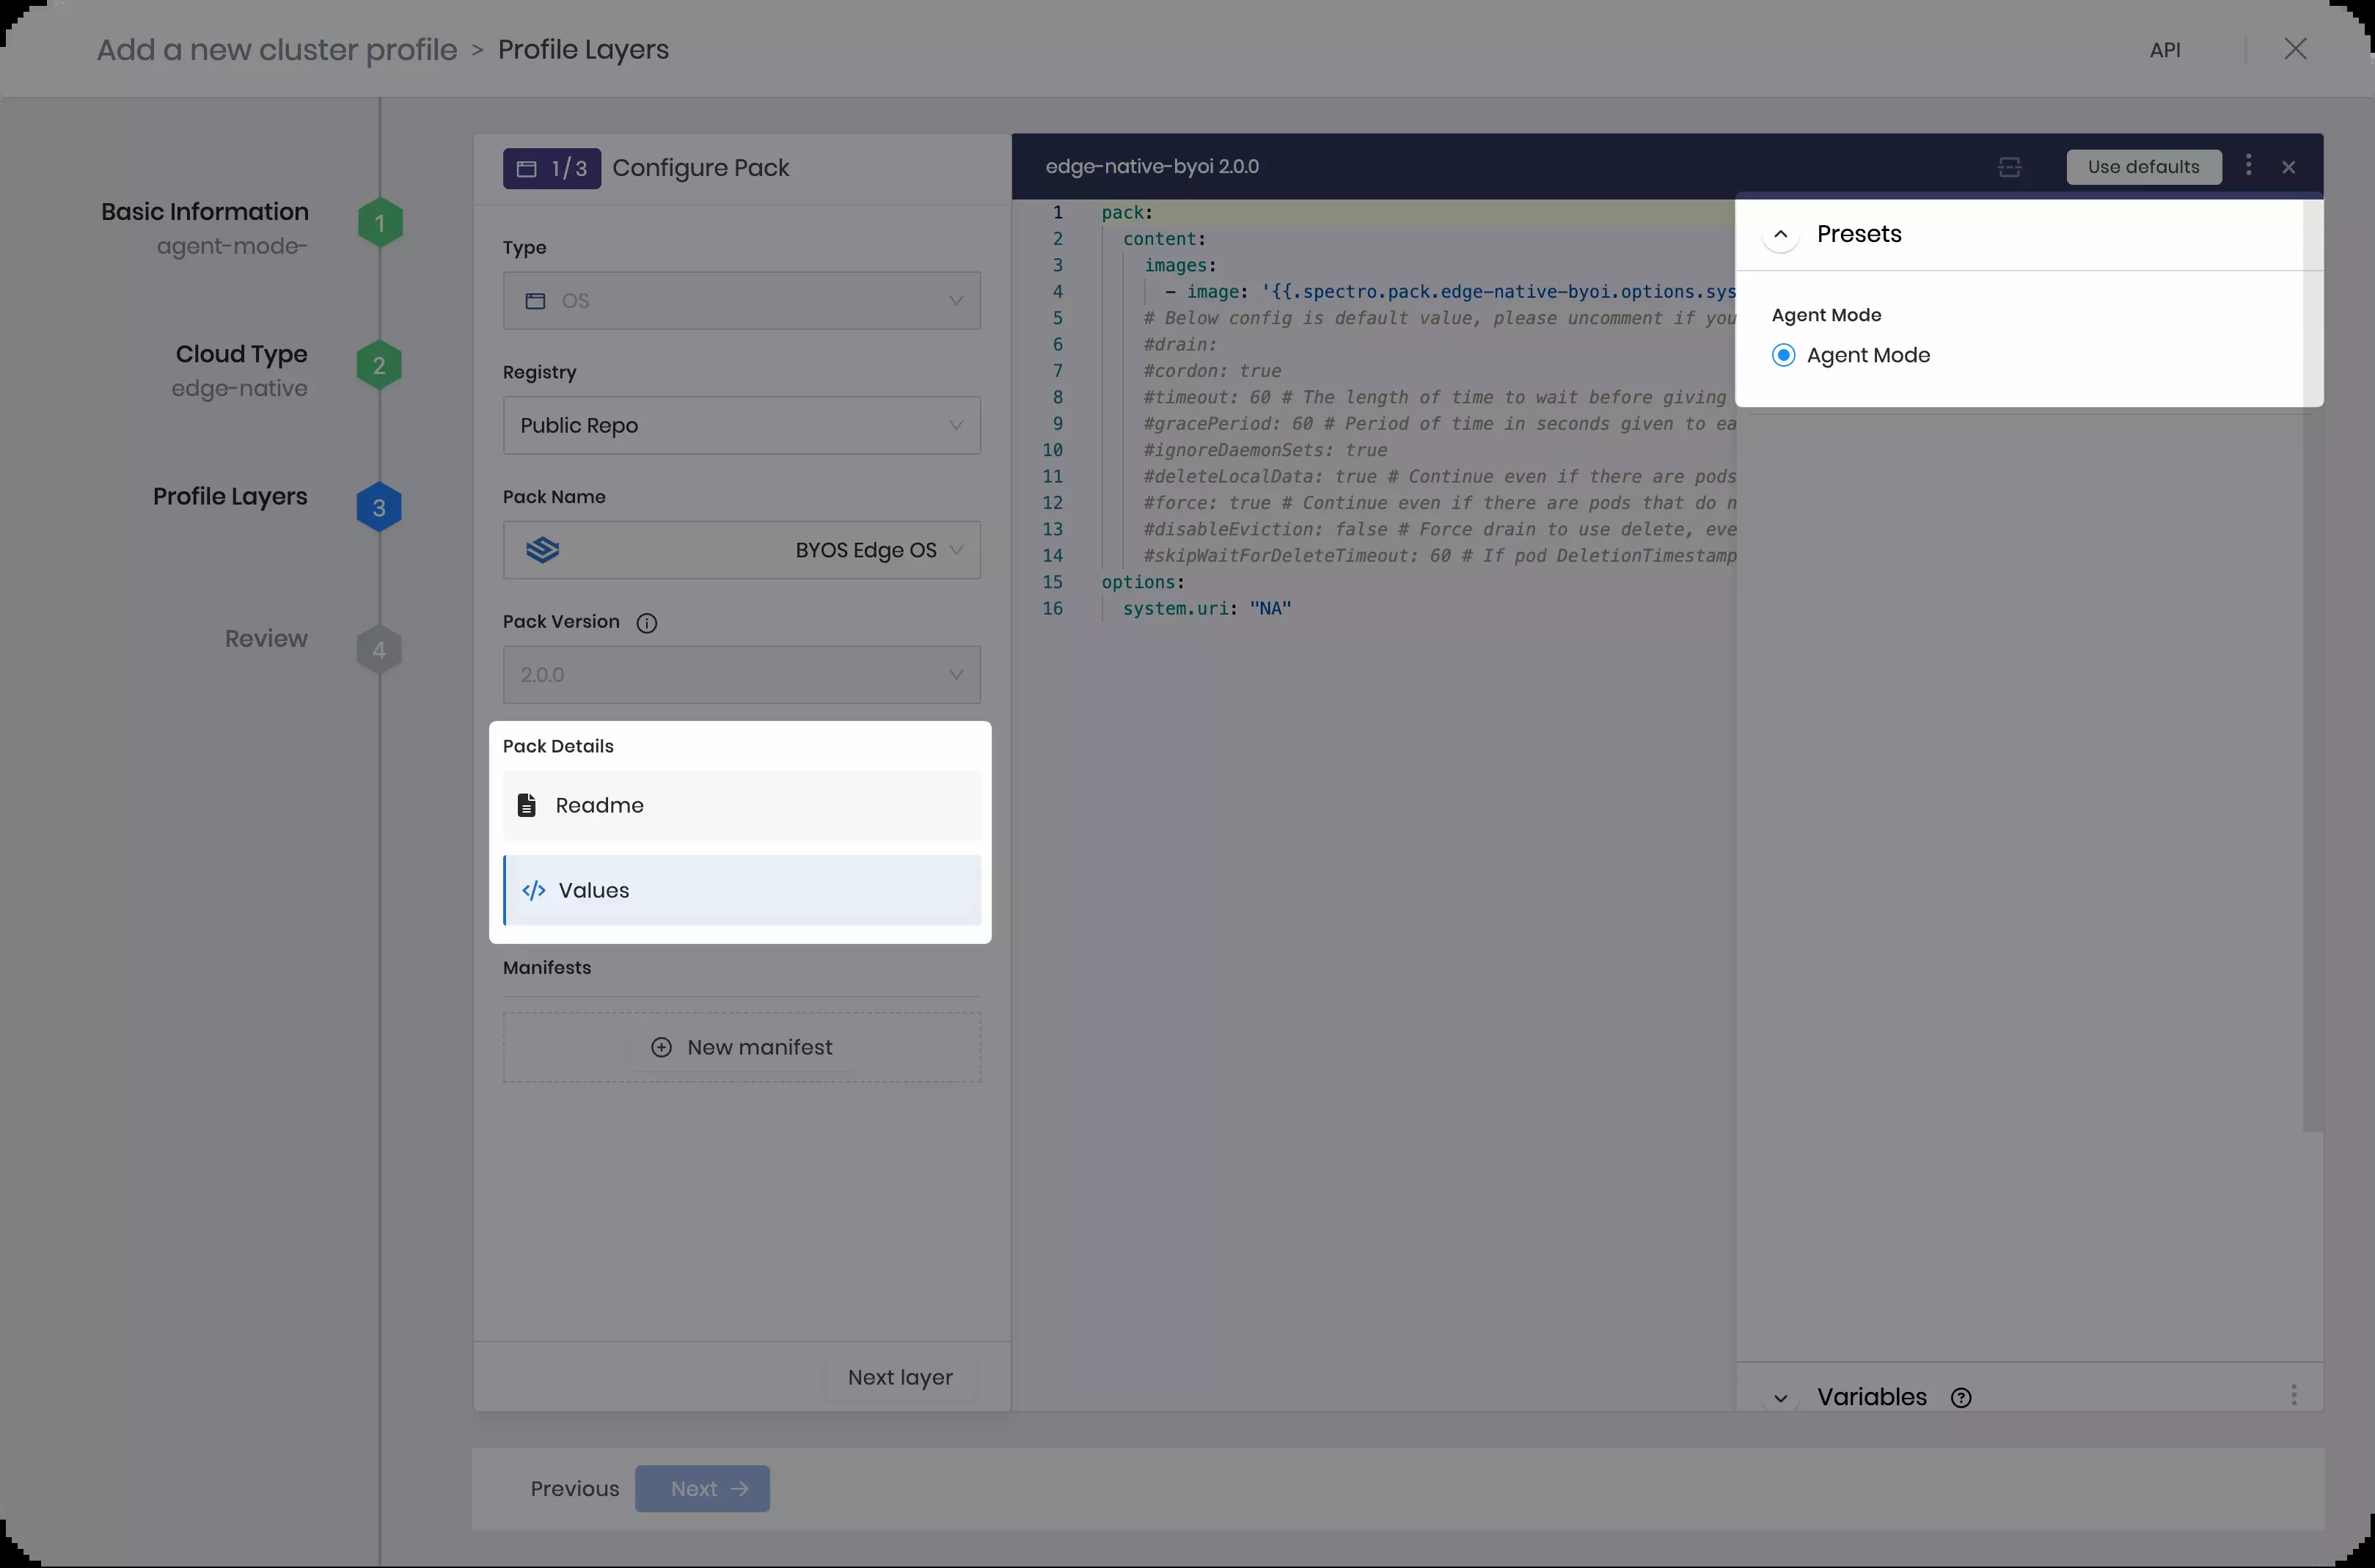 Add a new cluster profile > Profile Layers
API
Basic Information
agent-mode-
1
Cloud Type
edge-native
2
Profile Layers
3
Review
4
1/3 Configure Pack
Type
OS
Registry
Public Repo
Pack Name
BYOS Edge OS
Pack Version
2.0.0
Pack Details
Readme
</> Values
Manifests
New manifest
Next layer
edge-native-byoi 2.0.0
Use defaults
1 pack:
2 content:
3 images:
4 - image: '{{.spectro.pack.edge-native-byoi.options.sys
5 # Below config is default value, please uncomment if you
6 #drain:
7 #cordon: true
8 #timeout: 60 # The length of time to wait before giving
9 #gracePeriod: 60 # Period of time in seconds given to ea
10 #ignoreDaemonSets: true
11 #deleteLocalData: true # Continue even if there are pods
12 #force: true # Continue even if there are pods that do n
13 #disableEviction: false # Force drain to use delete, eve
14 #skipWaitForDeleteTimeout: 60 # If pod DeletionTimestamp
15 options:
16 system.uri: "NA"
Presets
Agent Mode
Agent Mode
Variables
Previous
Next →